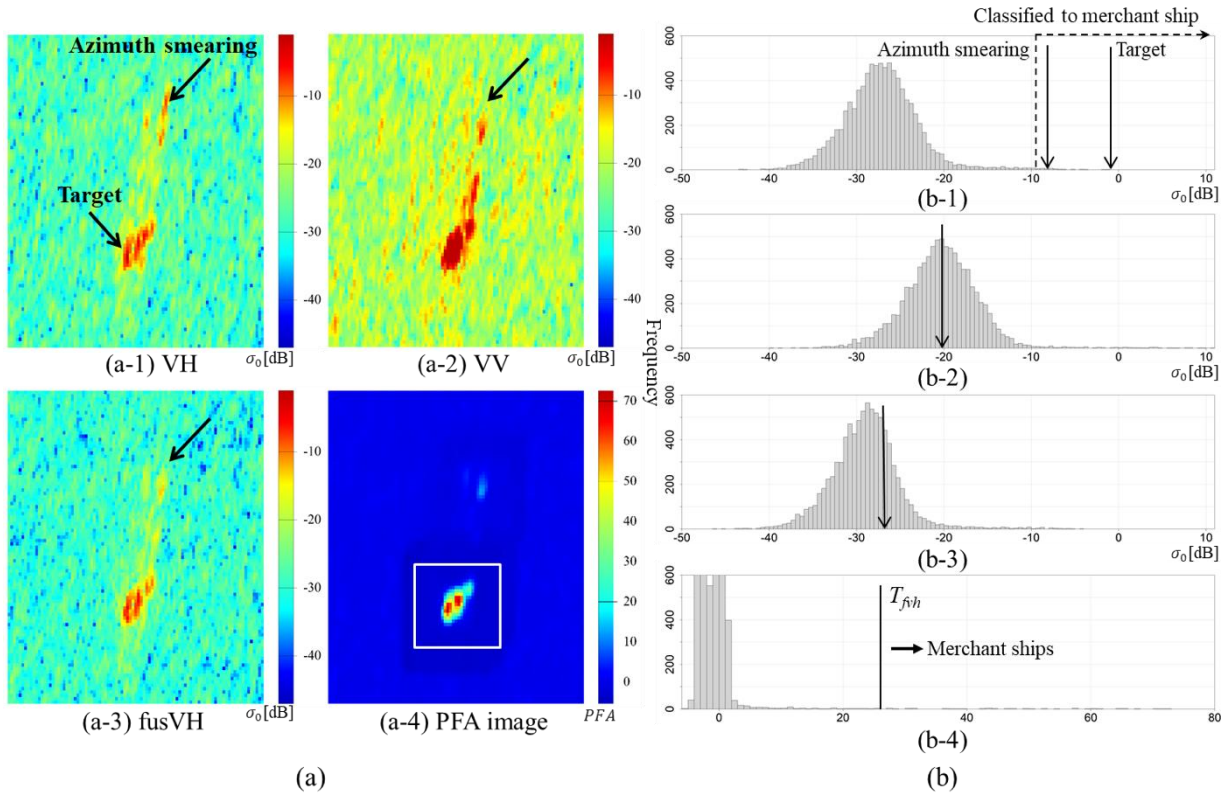 Azimuth smearing
Target
-10
-20
-30
-40
(a-1) VH
σ₀[dB]
-10
-20
-30
-40
(a-2) VV
σ₀[dB]
-10
-20
-30
-40
(a-3) fusVH
σ₀[dB]
70
60
50
40
30
20
10
0
(a-4) PFA image
PFA
(a)
Classified to merchant ship
Azimuth smearing
Target
600
400
200
0
-50 -40 -30 -20 -10 0 10
(b-1)
σ₀[dB]
600
400
200
0
-50 -40 -30 -20 -10 0 10
(b-2)
σ₀[dB]
Frequency
600
400
200
0
-50 -40 -30 -20 -10 0 10
(b-3)
σ₀[dB]
600
400
200
0
T_fvh
Merchant ships
0 20 40 60 80
(b-4)
(b)